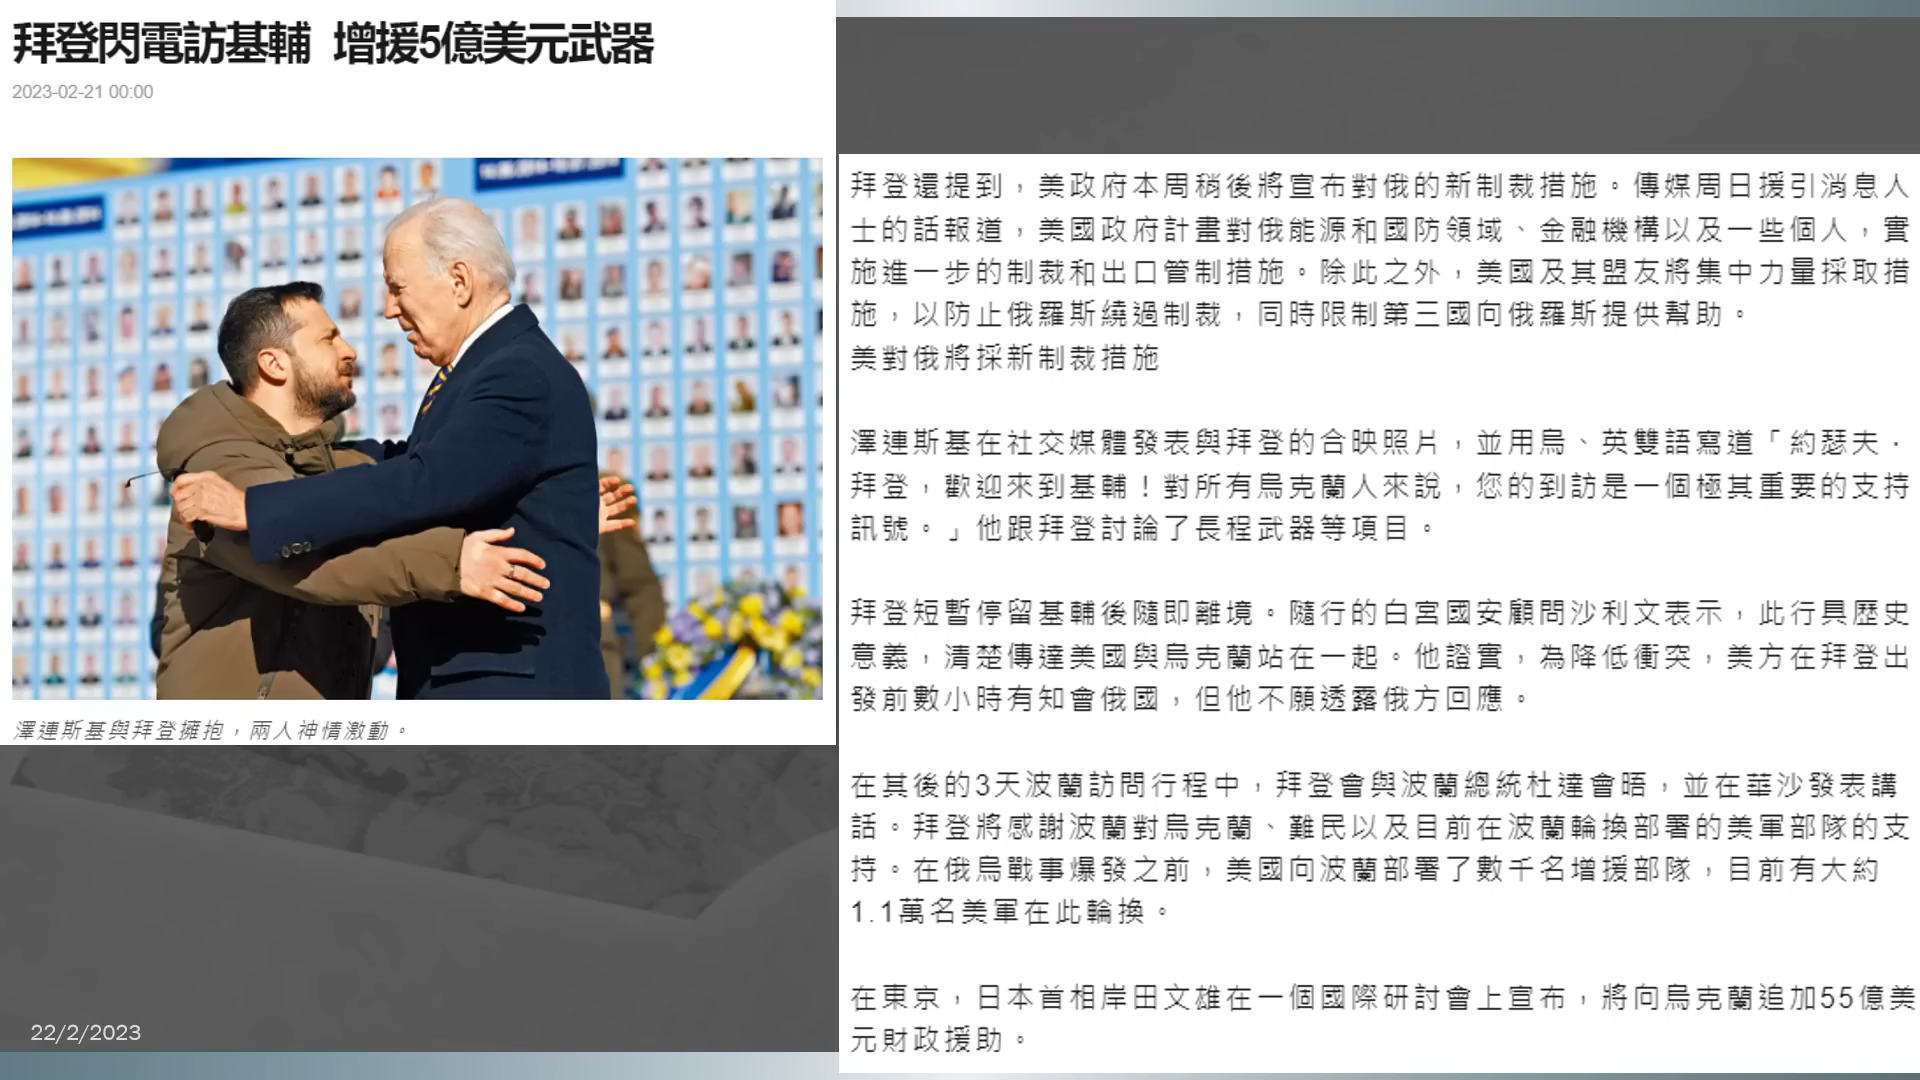 拜登閃電訪基輔 增援5億美元武器
2023-02-21 00:00
澤連斯基與拜登擁抱，兩人神情激動。
22/2/2023
拜登還提到，美政府本周稍後將宣布對俄的新制裁措施。傳媒周日援引消息人
士的話報道，美國政府計畫對俄能源和國防領域、金融機構以及一些個人，實
施進一步的制裁和出口管制措施。除此之外，美國及其盟友將集中力量採取措
施，以防止俄羅斯繞過制裁，同時限制第三國向俄羅斯提供幫助。
美對俄將採新制裁措施
澤連斯基在社交媒體發表與拜登的合映照片，並用烏、英雙語寫道「約瑟夫．
拜登，歡迎來到基輔！對所有烏克蘭人來說，您的到訪是一個極其重要的支持
訊號。」他跟拜登討論了長程武器等項目。
拜登短暫停留基輔後隨即離境。隨行的白宮國安顧問沙利文表示，此行具歷史
意義，清楚傳達美國與烏克蘭站在一起。他證實，為降低衝突，美方在拜登出
發前數小時有知會俄國，但他不願透露俄方回應。
在其後的3天波蘭訪問行程中，拜登會與波蘭總統杜達會晤，並在華沙發表講
話。拜登將感謝波蘭對烏克蘭、難民以及目前在波蘭輪換部署的美軍部隊的支
持。在俄烏戰事爆發之前，美國向波蘭部署了數千名增援部隊，目前有大約
1.1萬名美軍在此輪換。
在東京，日本首相岸田文雄在一個國際研討會上宣布，將向烏克蘭追加55億美
元財政援助。